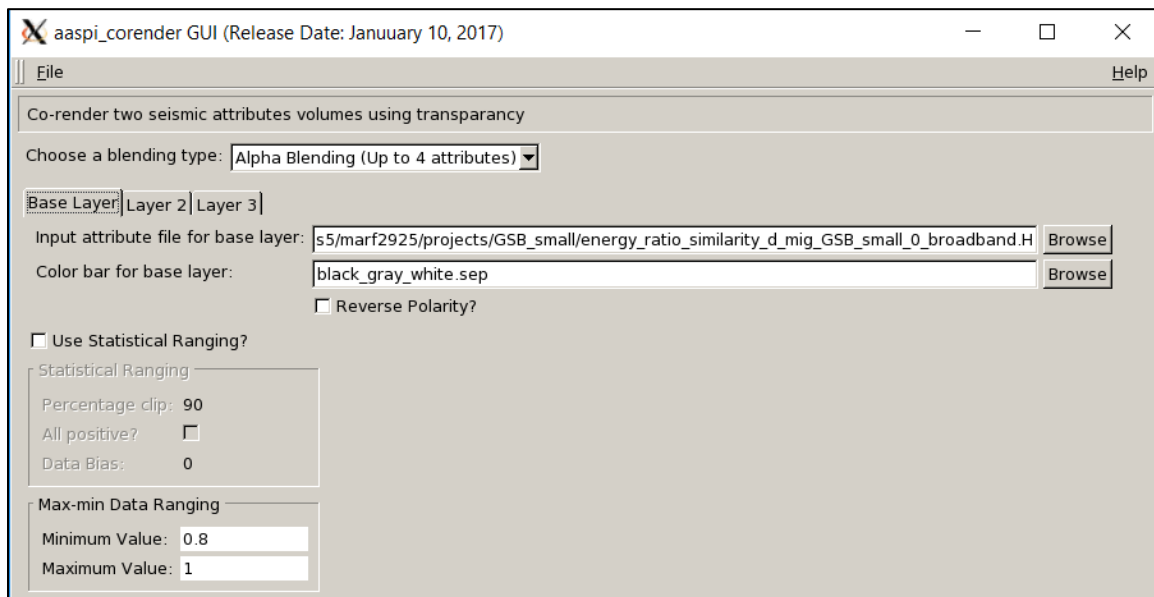 aaspi_corender GUI (Release Date: Januuary 10, 2017)
File Help
Co-render two seismic attributes volumes using transparancy
Choose a blending type: Alpha Blending (Up to 4 attributes)
Base Layer Layer 2 Layer 3
Input attribute file for base layer: s5/marf2925/projects/GSB_small/energy_ratio_similarity_d_mig_GSB_small_0_broadband.H Browse
Color bar for base layer: black_gray_white.sep Browse
Reverse Polarity?
Use Statistical Ranging?
Statistical Ranging
Percentage clip: 90
All positive?
Data Bias: 0
Max-min Data Ranging
Minimum Value: 0.8
Maximum Value: 1